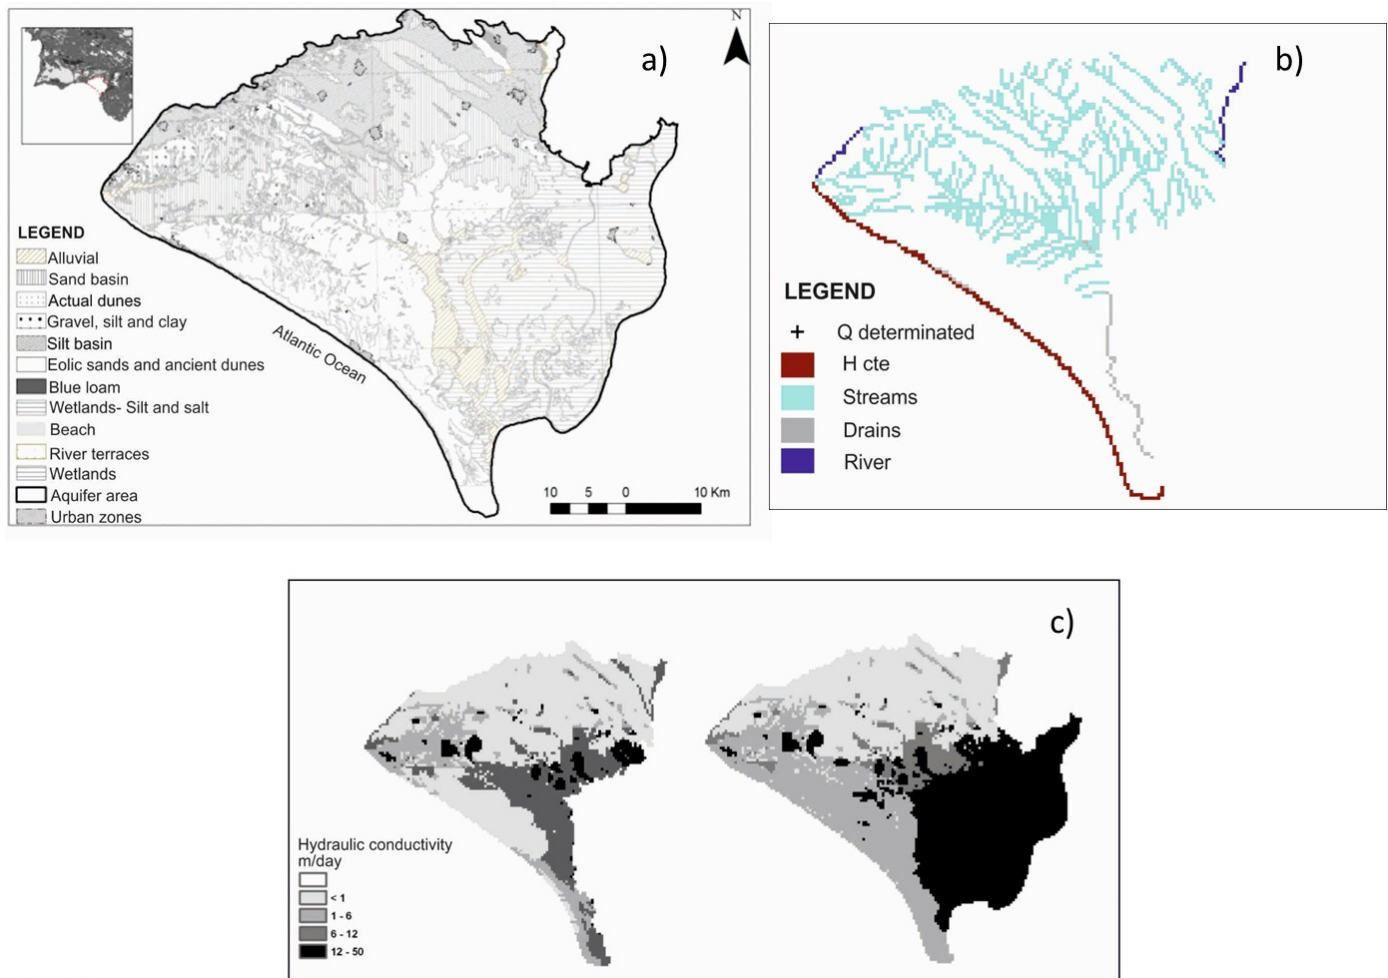 N
a)
LEGEND
Alluvial
Sand basin
Actual dunes
Gravel, silt and clay
Silt basin
Eolic sands and ancient dunes
Blue loam
Wetlands- Silt and salt
Beach
River terraces
Wetlands
Aquifer area
Urban zones
Atlantic Ocean
10 5 0 10 Km
b)
LEGEND
+ Q determinated
H cte
Streams
Drains
River
c)
Hydraulic conductivity
m/day
< 1
1 - 6
6 - 12
12 - 50